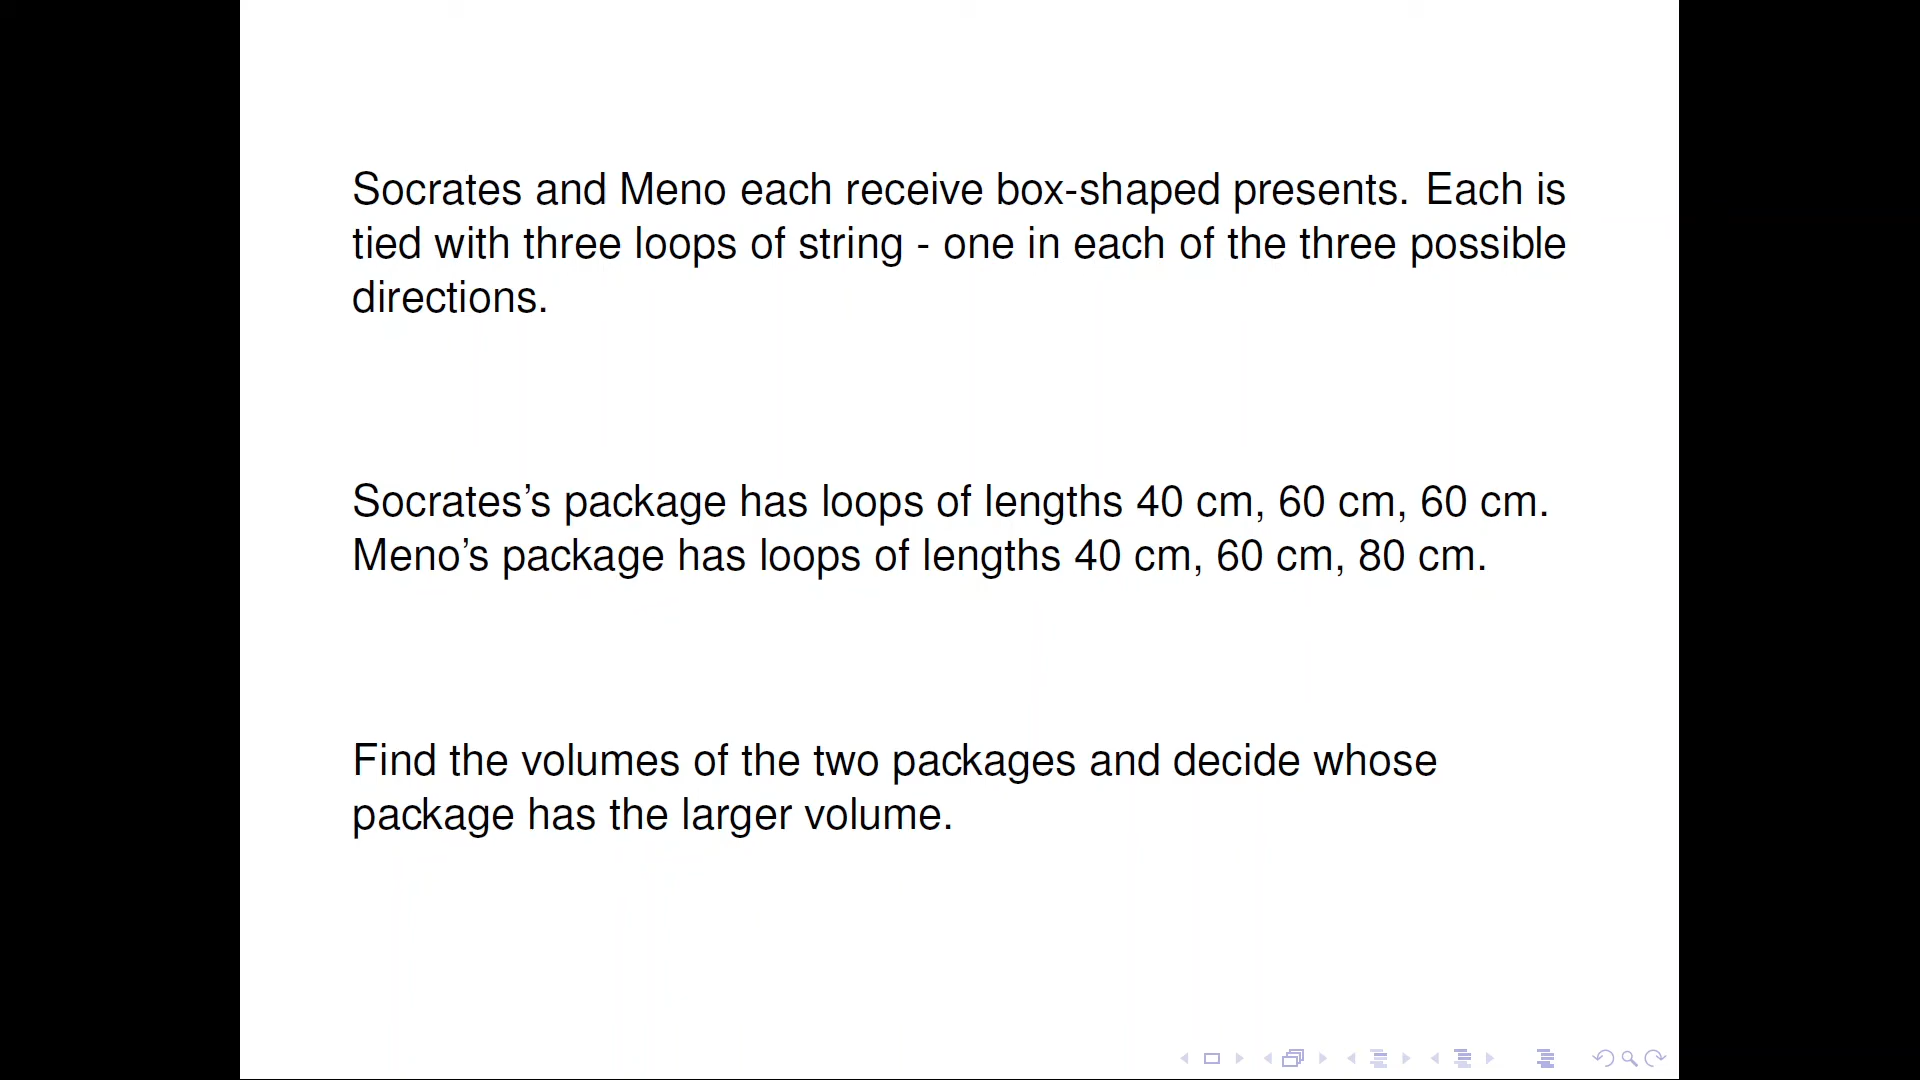 Socrates and Meno each receive box-shaped presents. Each is
tied with three loops of string - one in each of the three possible
directions.
Socrates’s package has loops of lengths 40 cm, 60 cm, 60 cm.
Meno’s package has loops of lengths 40 cm, 60 cm, 80 cm.
Find the volumes of the two packages and decide whose
package has the larger volume.